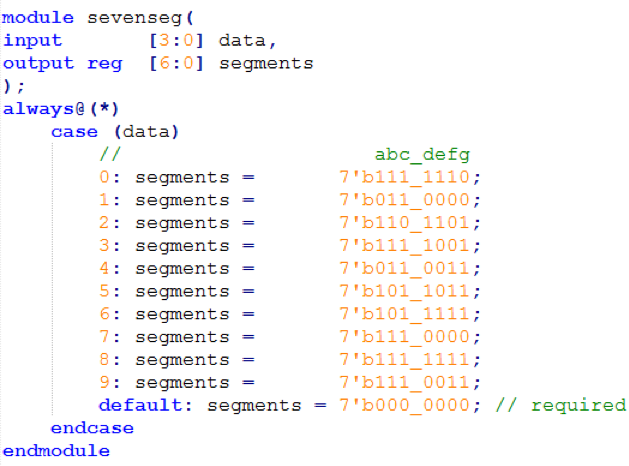 module sevenseg(
input       [3:0] data,
output reg  [6:0] segments
);
always@(*)
    case (data)
        //                     abc_defg
        0: segments =       7'b111_1110;
        1: segments =       7'b011_0000;
        2: segments =       7'b110_1101;
        3: segments =       7'b111_1001;
        4: segments =       7'b011_0011;
        5: segments =       7'b101_1011;
        6: segments =       7'b101_1111;
        7: segments =       7'b111_0000;
        8: segments =       7'b111_1111;
        9: segments =       7'b111_0011;
        default: segments = 7'b000_0000; // required
    endcase
endmodule